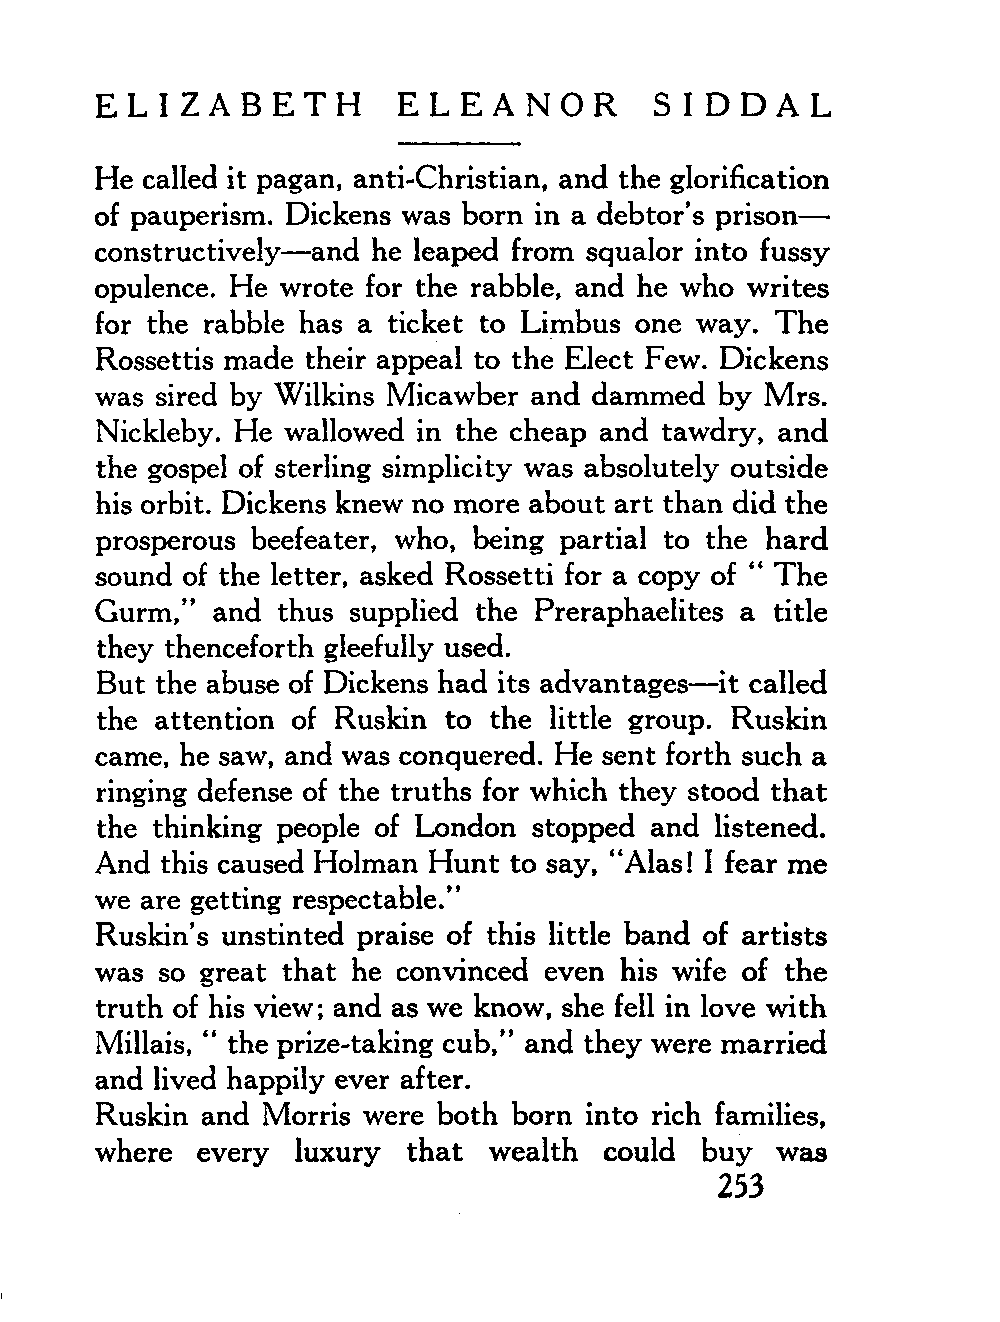 ELIZABETH ELEANOR SIDDAL
He called it pagan, anti-Christian, and the glorification
of pauperism. Dickens was born in a debtor's prison—
constructively—and he leaped from squalor into fussy
opulence. He wrote for the rabble, and he who writes
for the rabble has a ticket to Limbus one way. The
Rossettis made their appeal to the Elect Few. Dickens
was sired by Wilkins Micawber and dammed by Mrs.
Nickleby. He wallowed in the cheap and tawdry, and
the gospel of sterling simplicity was absolutely outside
his orbit. Dickens knew no more about art than did the
prosperous beefeater, who, being partial to the hard
sound of the letter, asked Rossetti for a copy of “ The
Gurm,” and thus supplied the Preraphaelites a title
they thenceforth gleefully used.
But the abuse of Dickens had its advantages—it called
the attention of Ruskin to the little group. Ruskin
came, he saw, and was conquered. He sent forth such a
ringing defense of the truths for which they stood that
the thinking people of London stopped and listened.
And this caused Holman Hunt to say, “Alas! I fear me
we are getting respectable.”
Ruskin's unstinted praise of this little band of artists
was so great that he convinced even his wife of the
truth of his view; and as we know, she fell in love with
Millais, “ the prize-taking cub,” and they were married
and lived happily ever after.
Ruskin and Morris were both born into rich families,
where every luxury that wealth could buy was
253